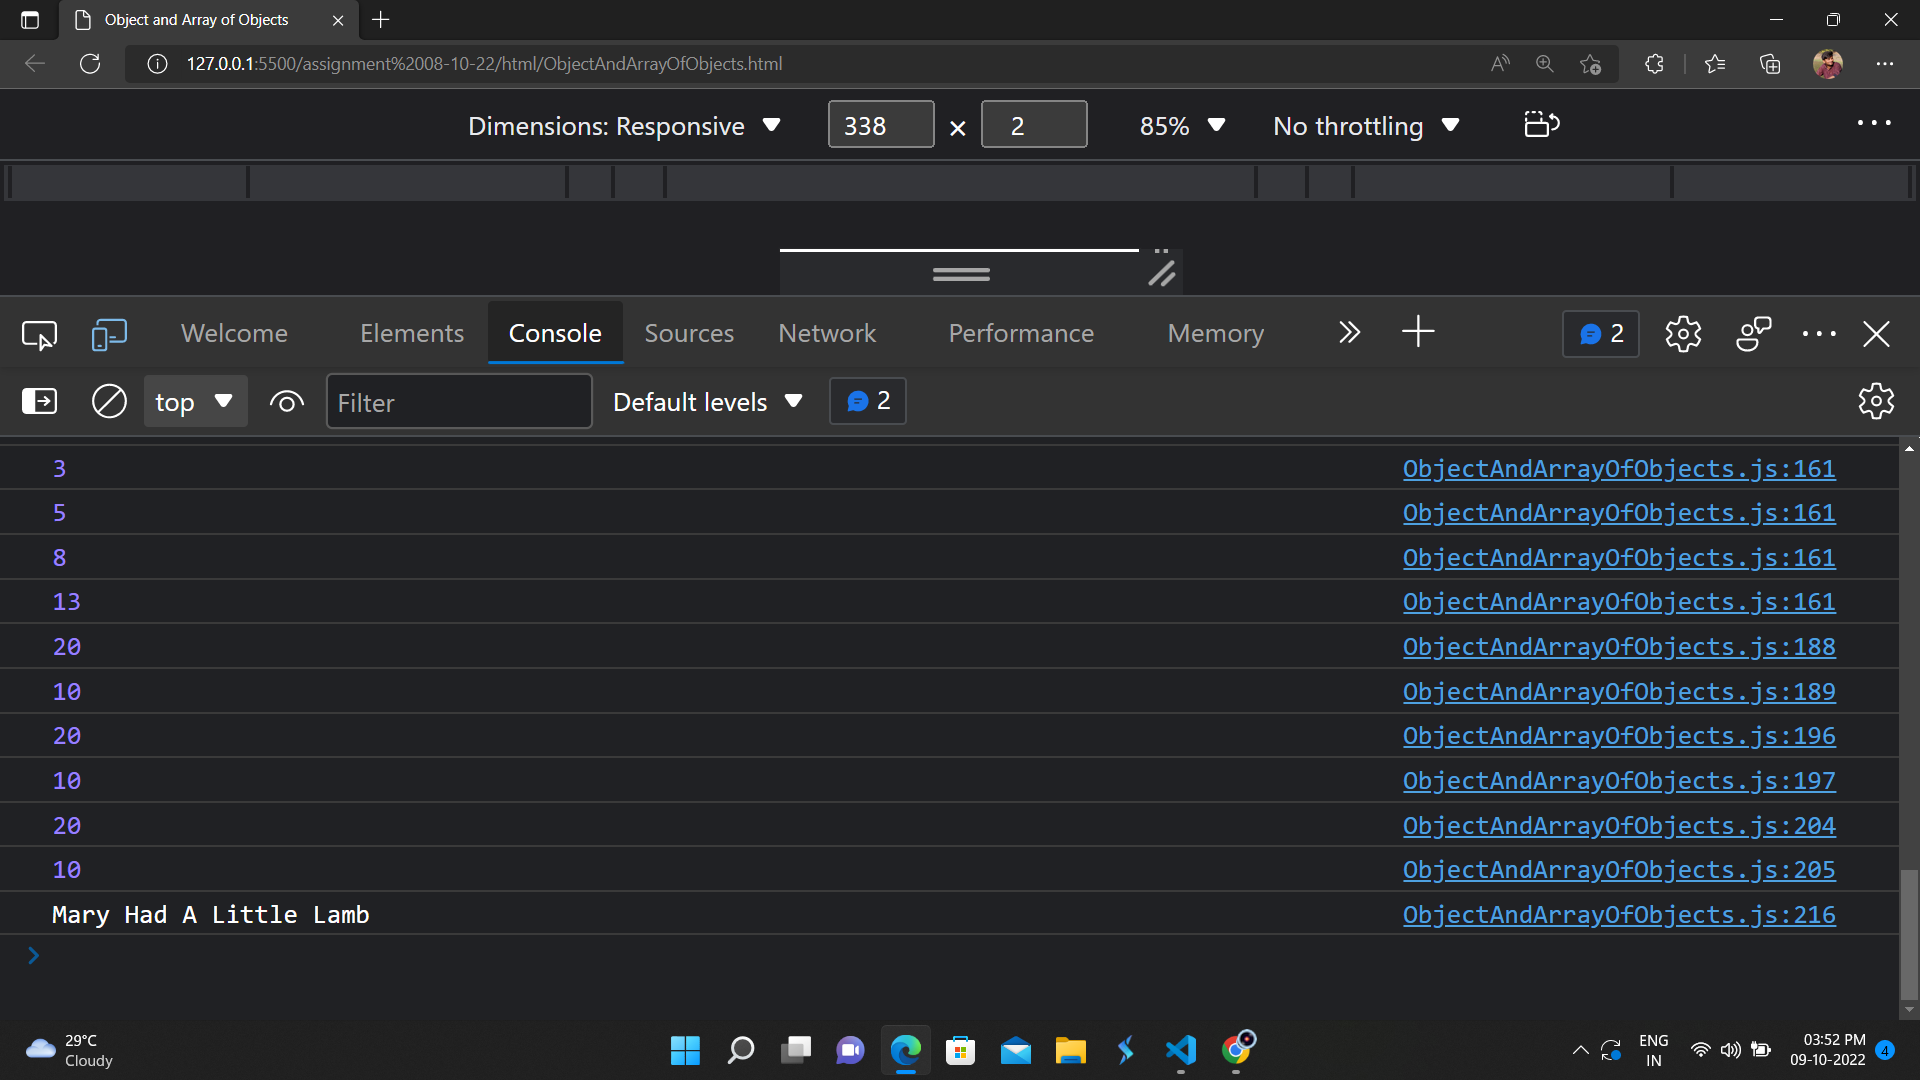 Object and Array of Objects
127.0.0.1:5500/assignment%2008-10-22/html/ObjectAndArrayOfObjects.html
Dimensions: Responsive 338 × 2 85% No throttling
Welcome Elements Console Sources Network Performance Memory 2
top Filter Default levels 2
3 ObjectAndArrayOfObjects.js:161
5 ObjectAndArrayOfObjects.js:161
8 ObjectAndArrayOfObjects.js:161
13 ObjectAndArrayOfObjects.js:161
20 ObjectAndArrayOfObjects.js:188
10 ObjectAndArrayOfObjects.js:189
20 ObjectAndArrayOfObjects.js:196
10 ObjectAndArrayOfObjects.js:197
20 ObjectAndArrayOfObjects.js:204
10 ObjectAndArrayOfObjects.js:205
Mary Had A Little Lamb ObjectAndArrayOfObjects.js:216
29°C ENG 03:52 PM
Cloudy IN 09-10-2022 4